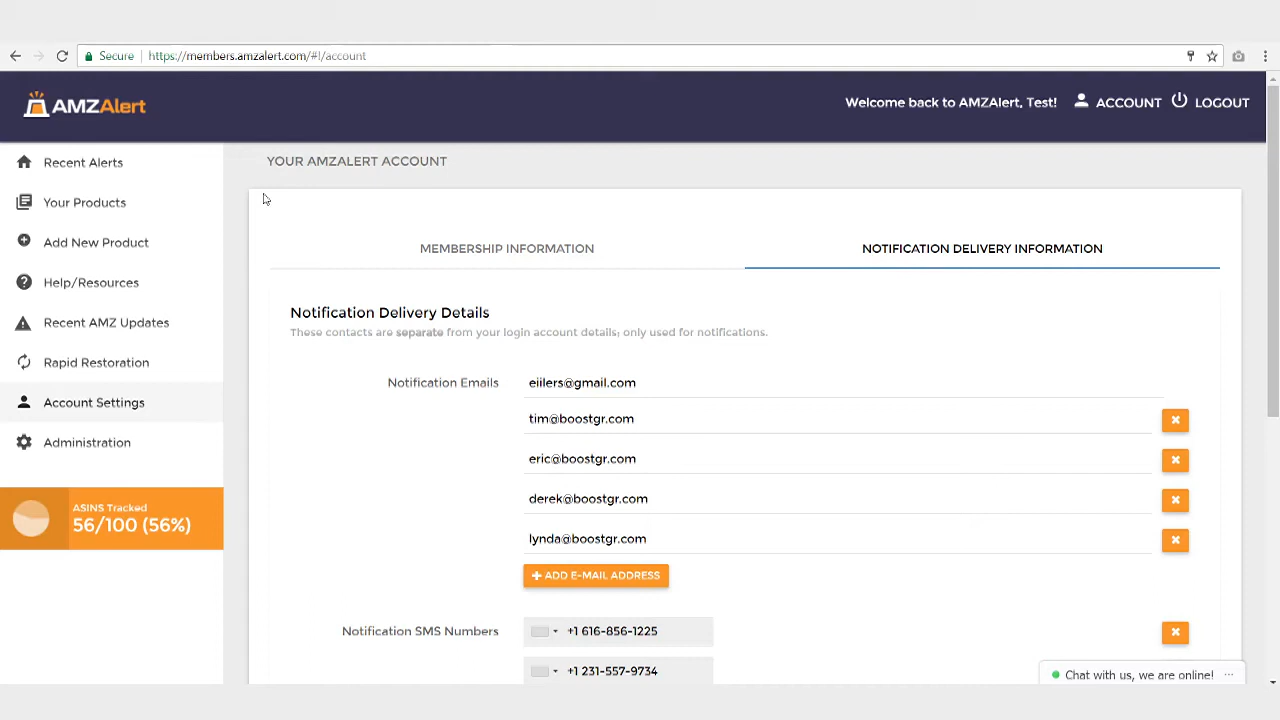 Secure https://members.amzalert.com/#!/account
AMZAlert
Welcome back to AMZAlert, Test!
ACCOUNT
LOGOUT
Recent Alerts
Your Products
Add New Product
Help/Resources
Recent AMZ Updates
Rapid Restoration
Account Settings
Administration
ASINS Tracked
56/100 (56%)
YOUR AMZALERT ACCOUNT
MEMBERSHIP INFORMATION
NOTIFICATION DELIVERY INFORMATION
Notification Delivery Details
These contacts are separate from your login account details; only used for notifications.
Notification Emails
eiilers@gmail.com
tim@boostgr.com
eric@boostgr.com
derek@boostgr.com
lynda@boostgr.com
ADD E-MAIL ADDRESS
Notification SMS Numbers
+1 616-856-1225
+1 231-557-9734
Chat with us, we are online!